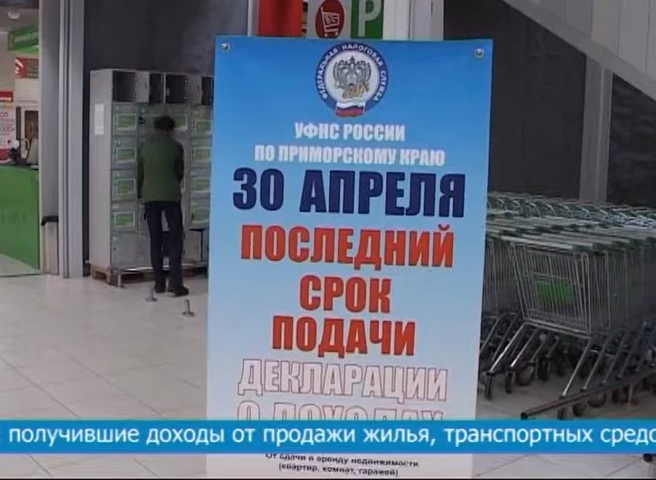 ФЕДЕРАЛЬНАЯ НАЛОГОВАЯ СЛУЖБА
УФНС РОССИИ
ПО ПРИМОРСКОМУ КРАЮ
30 АПРЕЛЯ
ПОСЛЕДНИЙ
СРОК
ПОДАЧИ
ДЕКЛАРАЦИИ
О ДОХОДАХ
получившие доходы от продажи жилья, транспортных средс
От сдачи в аренду недвижимости
(квартир, комнат, гаражей)